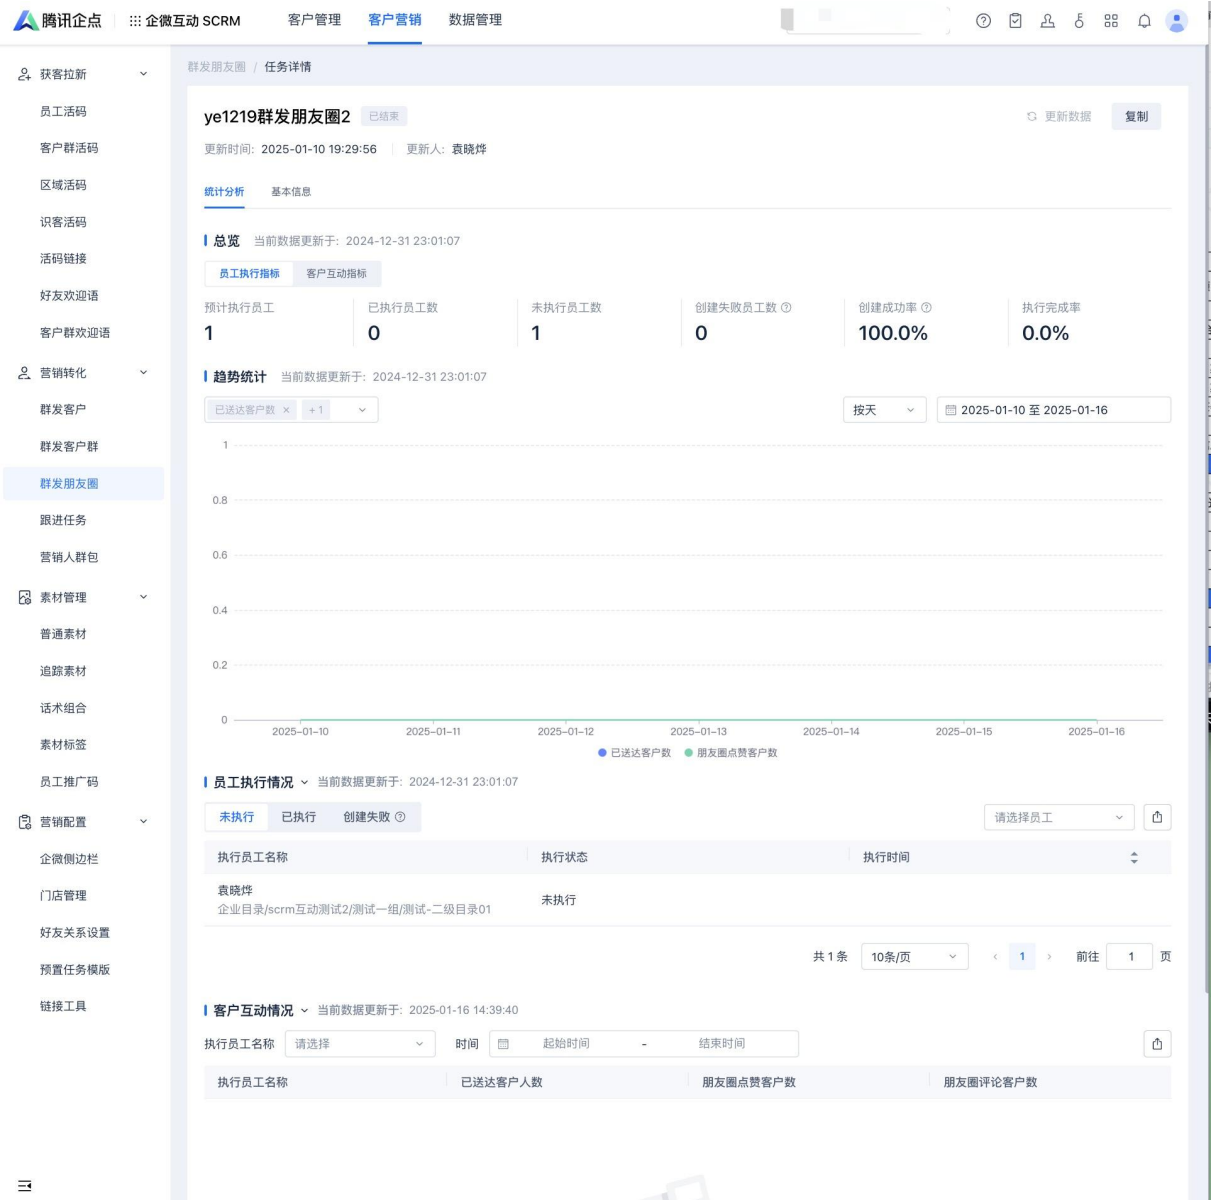 腾讯企点
企微互动 SCRM
客户管理
客户营销
数据管理
获客拉新
员工活码
客户群活码
区域活码
识客活码
活码链接
好友欢迎语
客户群欢迎语
营销转化
群发客户
群发客户群
群发朋友圈
跟进任务
营销人群包
素材管理
普通素材
追踪素材
话术组合
素材标签
员工推广码
营销配置
企微侧边栏
门店管理
好友关系设置
预置任务模版
链接工具
群发朋友圈 / 任务详情
ye1219群发朋友圈2 已结束
更新数据 复制
更新时间: 2025-01-10 19:29:56 更新人: 袁晓烨
统计分析 基本信息
总览 当前数据更新于: 2024-12-31 23:01:07
员工执行指标 客户互动指标
预计执行员工 已执行员工数 未执行员工数 创建失败员工数 创建成功率 执行完成率
1 0 1 0 100.0% 0.0%
趋势统计 当前数据更新于: 2024-12-31 23:01:07
已送达客户数 × + 1 按天 2025-01-10 至 2025-01-16
1
0.8
0.6
0.4
0.2
0
2025-01-10 2025-01-11 2025-01-12 2025-01-13 2025-01-14 2025-01-15 2025-01-16
已送达客户数 朋友圈点赞客户数
员工执行情况 当前数据更新于: 2024-12-31 23:01:07
未执行 已执行 创建失败 请选择员工
执行员工名称 执行状态 执行时间
袁晓烨
企业目录/scrm互动测试2/测试一组/测试-二级目录01
未执行
共 1 条 10条/页 ‹ 1 › 前往 1 页
客户互动情况 当前数据更新于: 2025-01-16 14:39:40
执行员工名称 请选择 时间 起始时间 - 结束时间
执行员工名称 已送达客户人数 朋友圈点赞客户数 朋友圈评论客户数